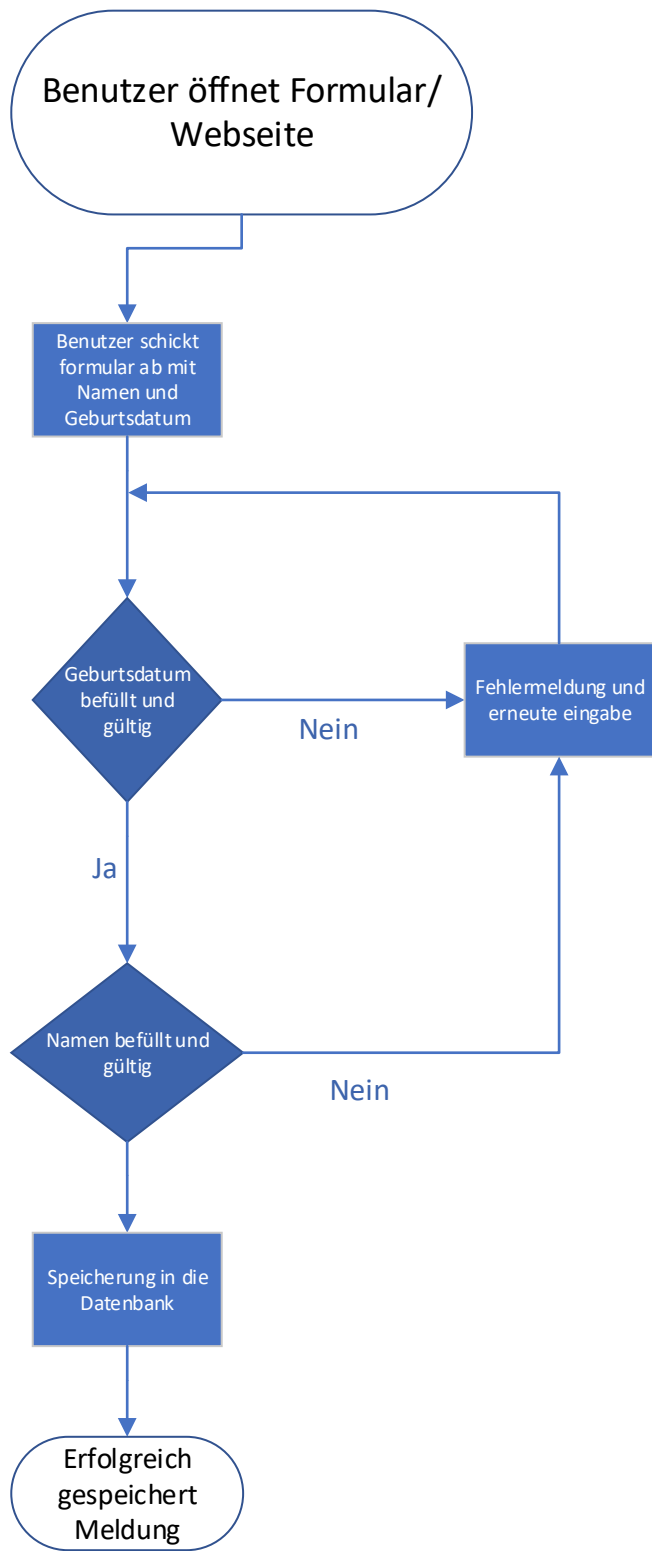 Benutzer öffnet Formular/
Webseite
Benutzer schickt
formular ab mit
Namen und
Geburtsdatum
Geburtsdatum
befüllt und
gültig
Nein
Fehlermeldung und
erneute eingabe
Ja
Namen befüllt und
gültig
Nein
Speicherung in die
Datenbank
Erfolgreich
gespeichert
Meldung